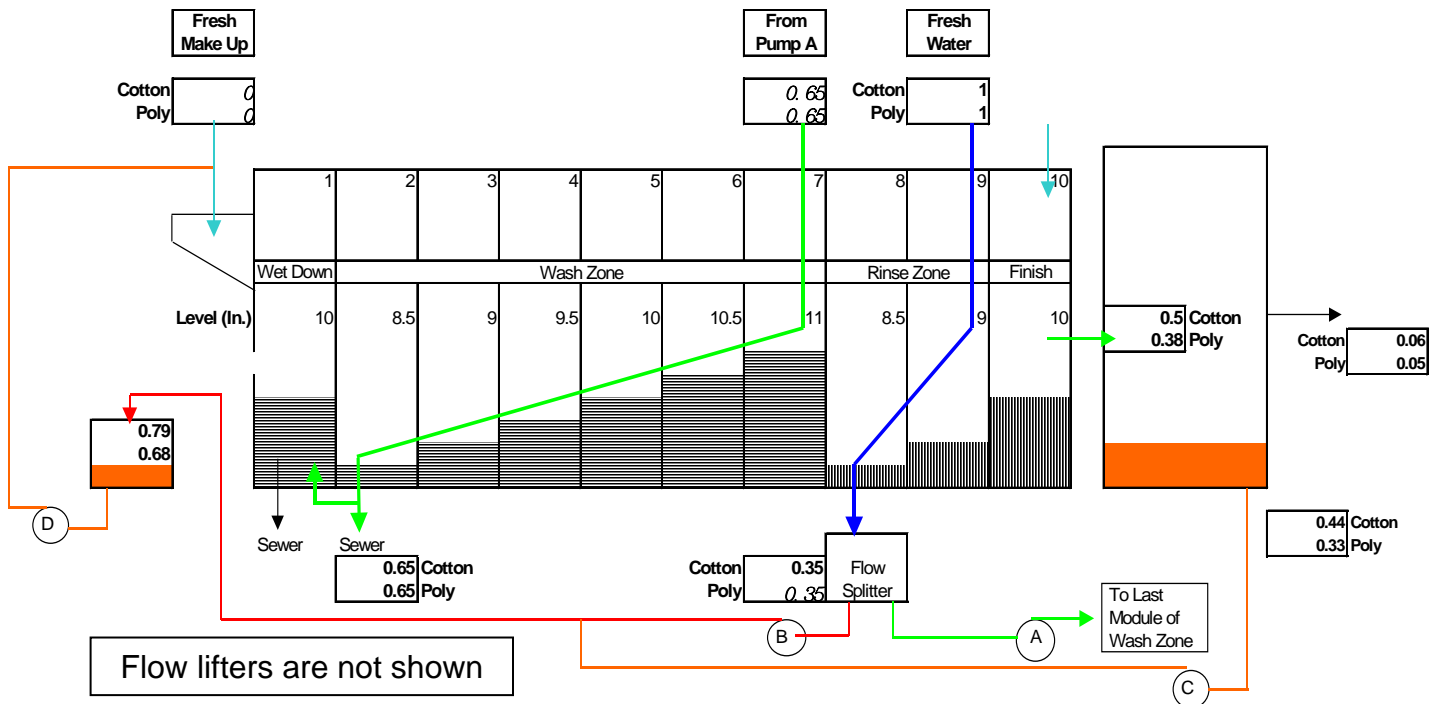 Fresh
Make Up
From
Pump A
Fresh
Water
Cotton 0
Poly 0
0.65
0.65
Cotton 1
Poly 1
1 2 3 4 5 6 7 8 9 10
Wet Down Wash Zone Rinse Zone Finish
Level (In.) 10 8.5 9 9.5 10 10.5 11 8.5 9 10
0.5 Cotton
0.38 Poly
Cotton 0.06
Poly 0.05
0.79
0.68
D
Sewer Sewer
0.65 Cotton
0.65 Poly
Cotton 0.35
Poly 0.35
Flow
Splitter
0.44 Cotton
0.33 Poly
To Last
Module of
Wash Zone
B
A
C
Flow lifters are not shown